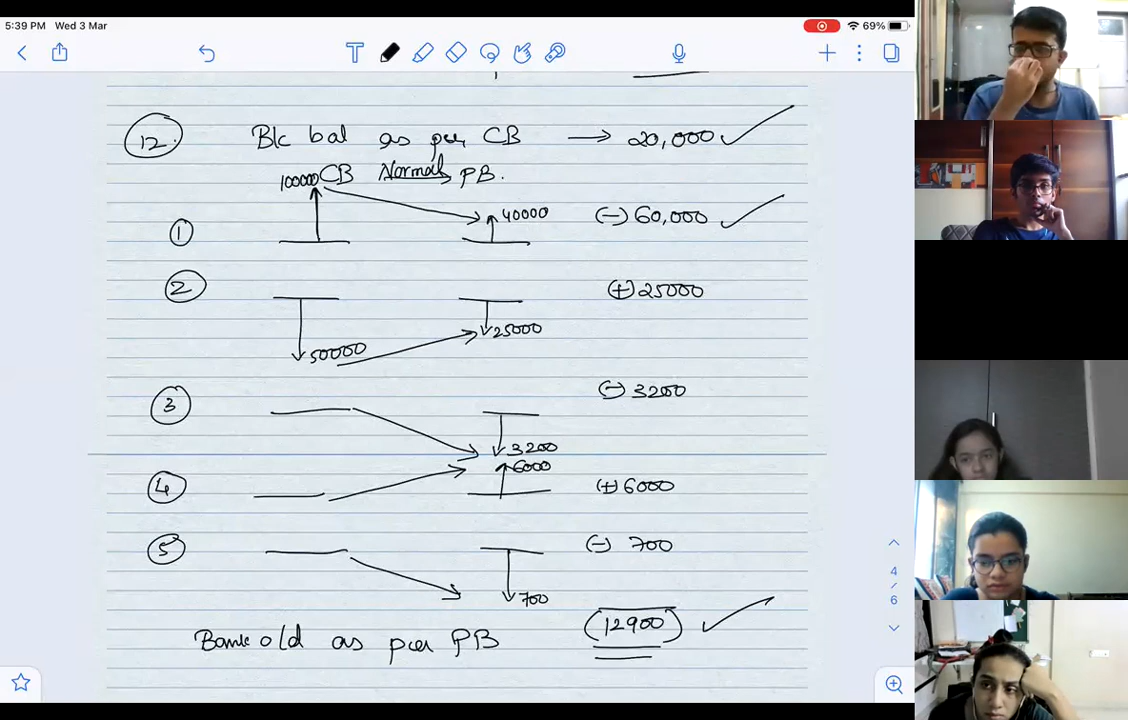 5:39 PM Wed 3 Mar 69%
T
12. Blc bal as per CB → 20,000
100000 CB Normal PB.
① 40000 (-) 60,000
② (+) 25000
50000 25000
③ (-) 3200
3200
6000
④ (+) 6000
⑤ (-) 700
700
Bank old as per PB (12900)
4
/
6